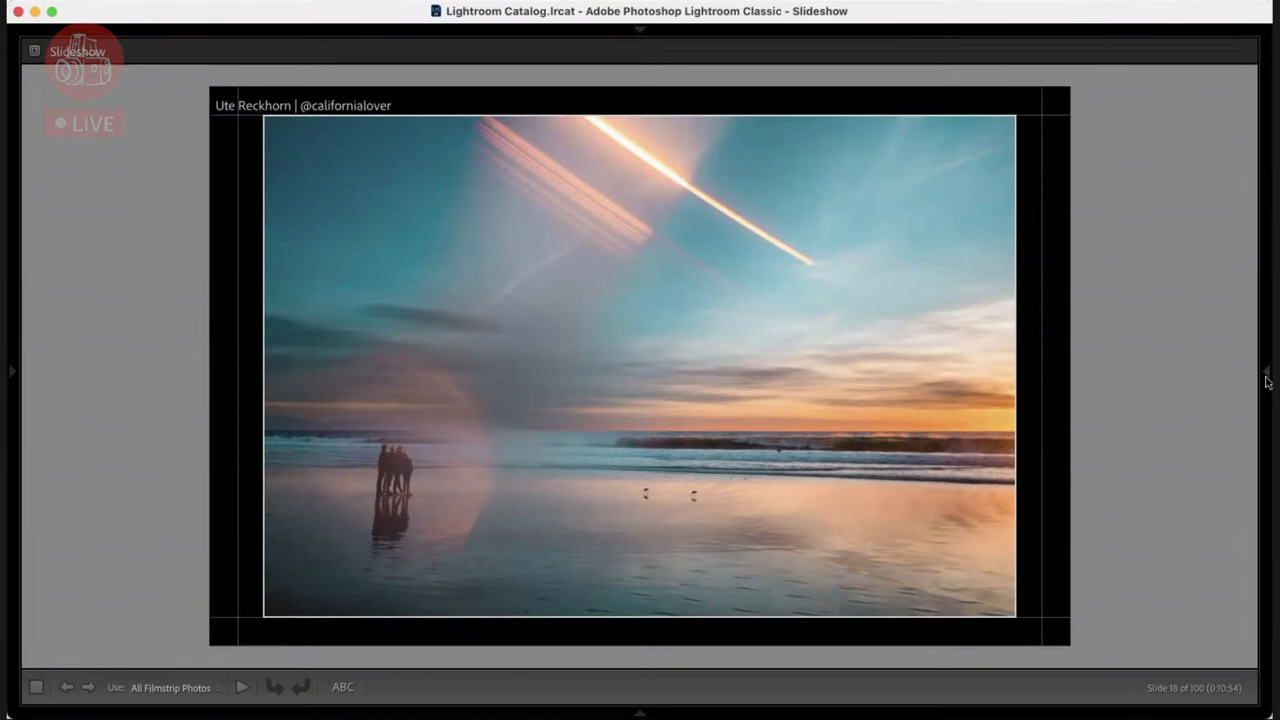 Lightroom Catalog.lrcat - Adobe Photoshop Lightroom Classic - Slideshow
Slideshow
LIVE
Ute Reckhorn | @californialover
Use: All Filmstrip Photos
ABC
Slide 18 of 100 (0:10:54)